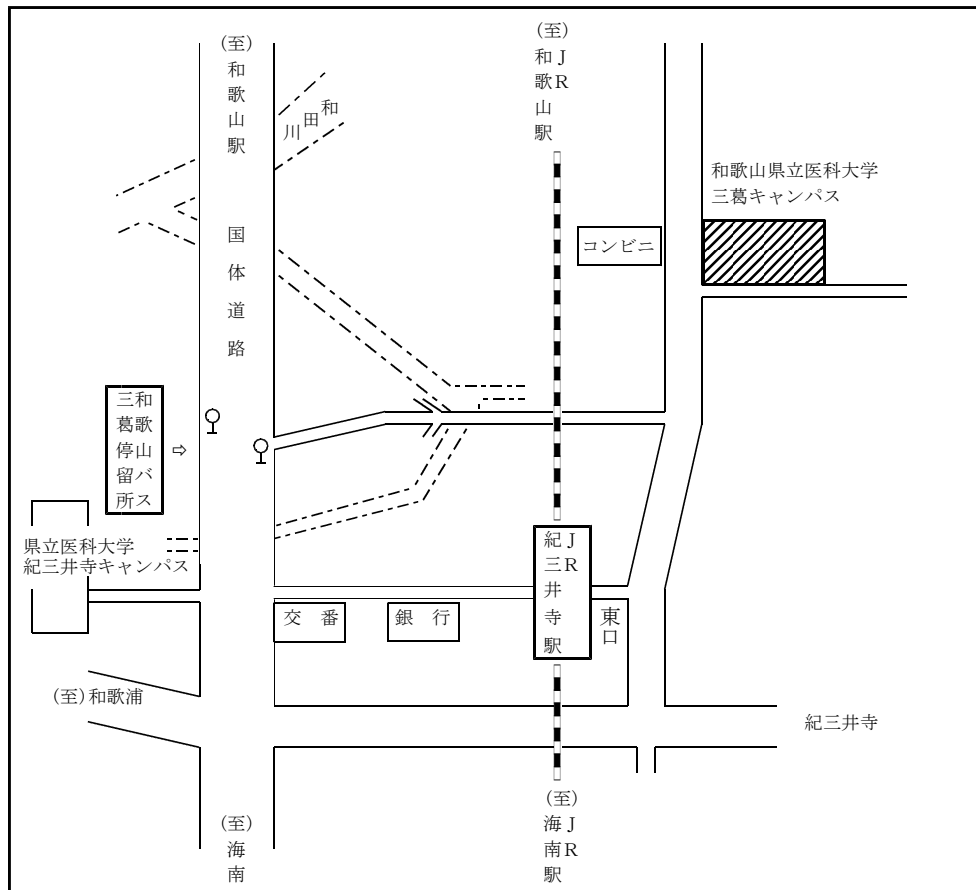 (至)
和歌山駅
和田川
国体道路
(至)
JR
和歌山駅
和歌山県立医科大学
三葛キャンパス
コンビニ
和歌山バス
三葛停留所
⇨
県立医科大学
紀三井寺キャンパス
交番
銀行
JR
紀三井寺駅
東口
(至)和歌浦
紀三井寺
(至)
海南
(至)
JR
海南駅